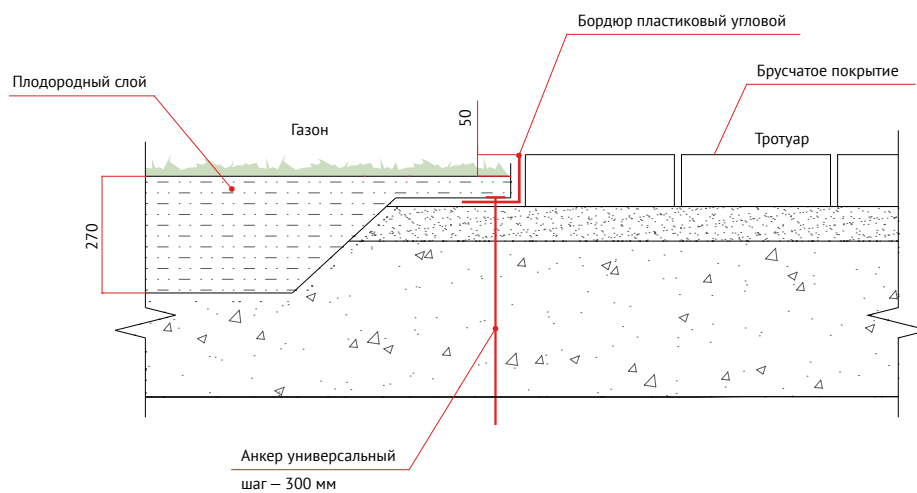 Бордюр пластиковый угловой
Брусчатое покрытие
Плодородный слой
Газон
50
Тротуар
270
Анкер универсальный
шаг — 300 мм